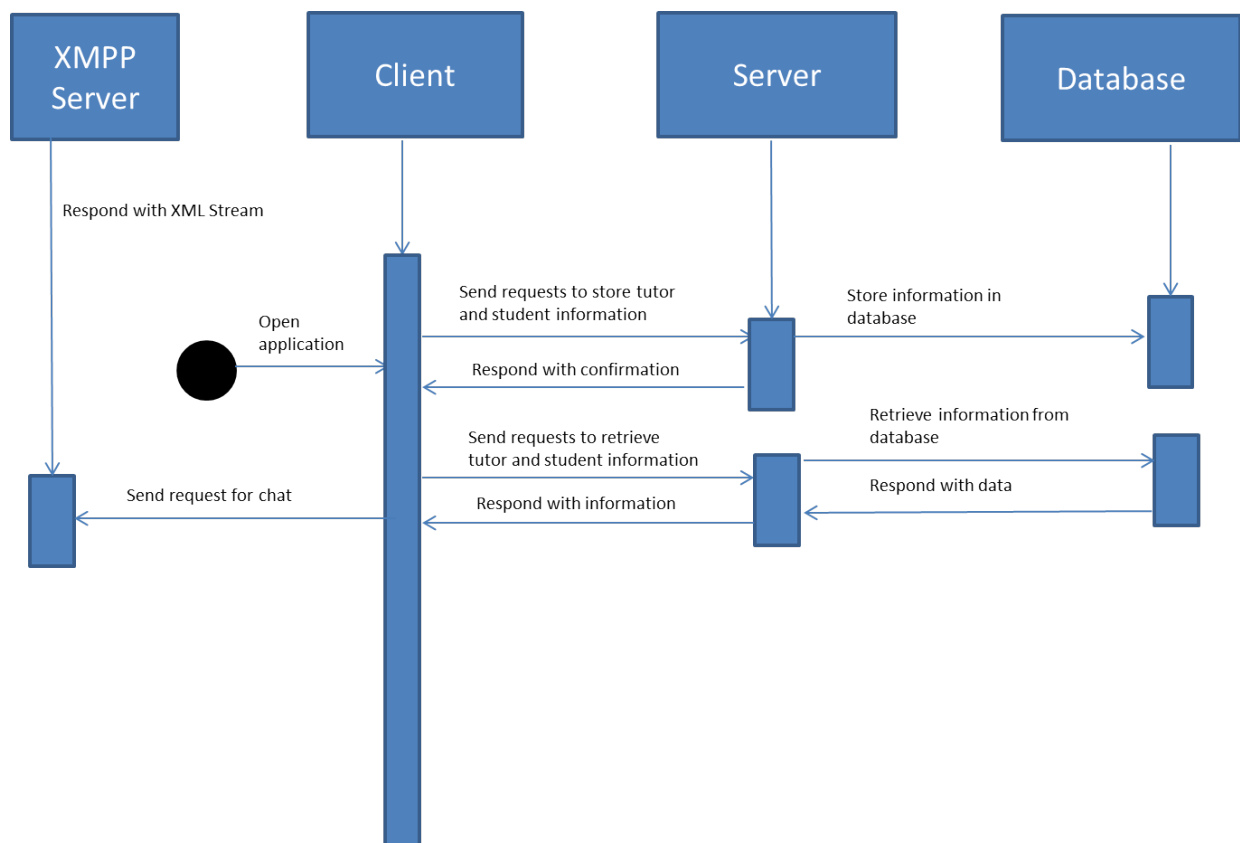 XMPP
Server
Client
Server
Database
Respond with XML Stream
Open
application
Send requests to store tutor
and student information
Store information in
database
Respond with confirmation
Retrieve information from
database
Send requests to retrieve
tutor and student information
Respond with data
Send request for chat
Respond with information